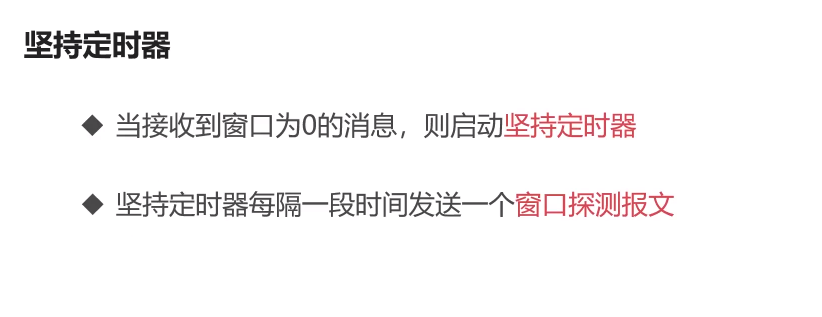 坚持定时器
◆ 当接收到窗口为0的消息，则启动坚持定时器
◆ 坚持定时器每隔一段时间发送一个窗口探测报文